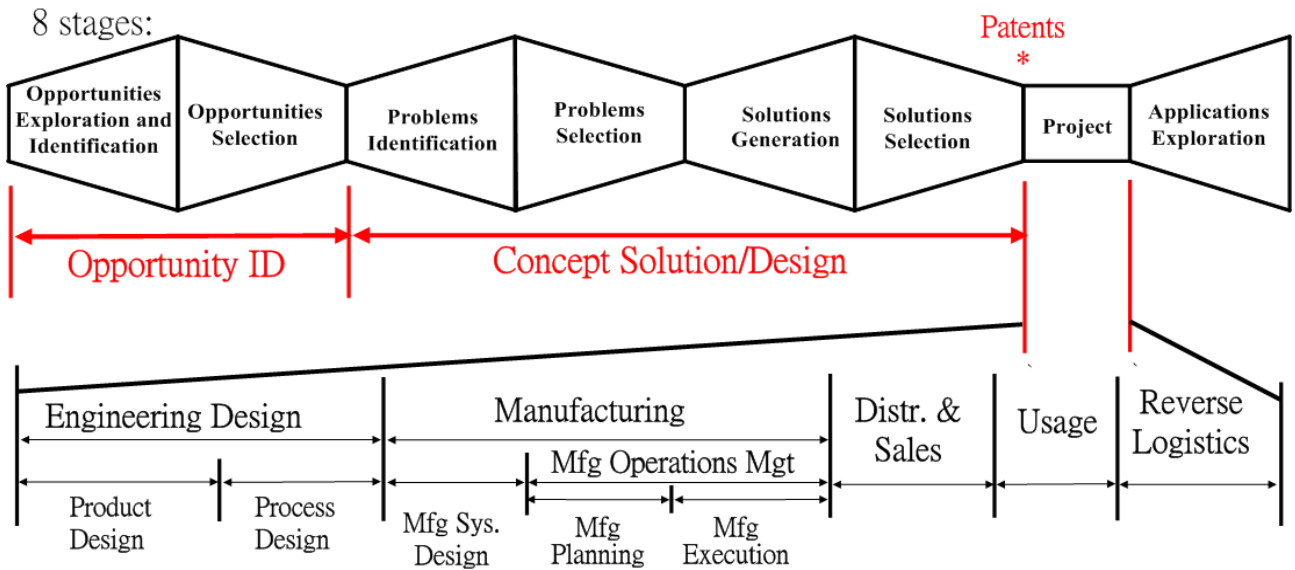 8 stages:
Patents
*
Opportunities
Exploration and
Identification
Opportunities
Selection
Problems
Identification
Problems
Selection
Solutions
Generation
Solutions
Selection
Project
Applications
Exploration
Opportunity ID
Concept Solution/Design
Engineering Design
Manufacturing
Distr. &
Sales
Usage
Reverse
Logistics
Mfg Operations Mgt
Product
Design
Process
Design
Mfg Sys.
Design
Mfg
Planning
Mfg
Execution